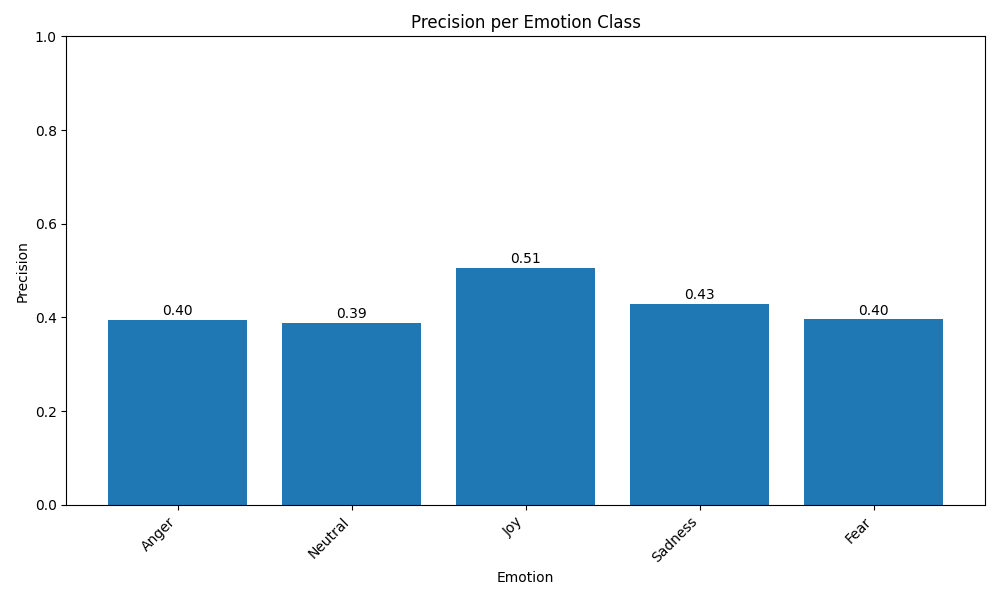 Precision per Emotion Class
1.0
0.8
0.6
0.4
0.2
0.0
Precision
0.40
0.39
0.51
0.43
0.40
Anger
Neutral
Joy
Sadness
Fear
Emotion